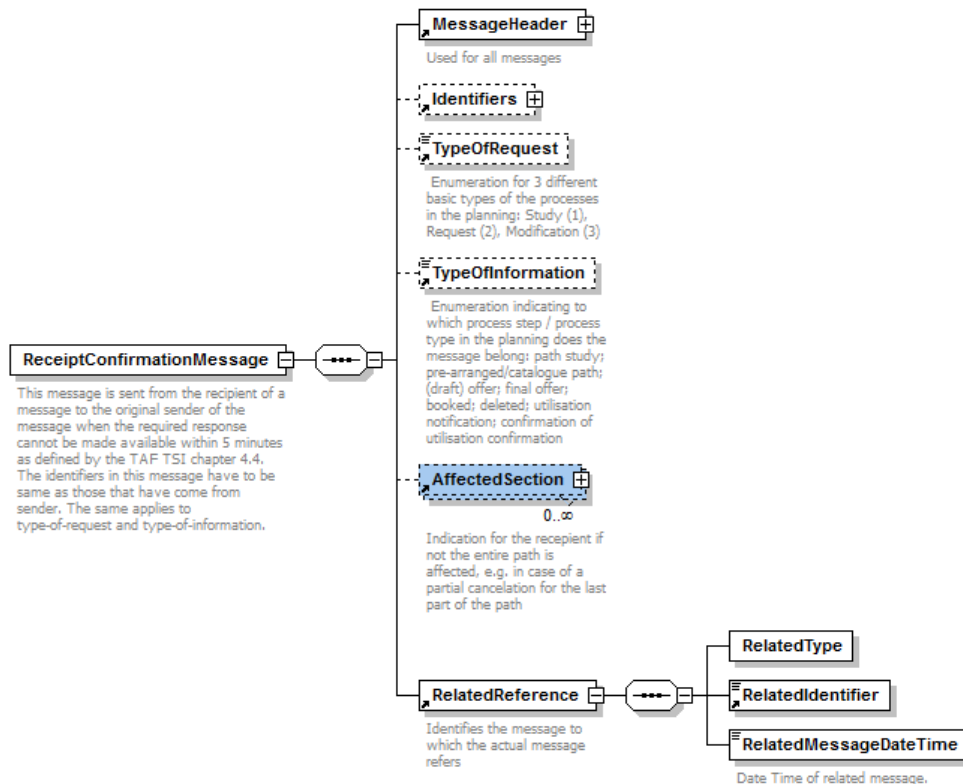 MessageHeader
Used for all messages
Identifiers
TypeOfRequest
Enumeration for 3 different
basic types of the processes
in the planning: Study (1),
Request (2), Modification (3)
TypeOfInformation
Enumeration indicating to
which process step / process
type in the planning does the
message belong: path study;
pre-arranged/catalogue path;
(draft) offer; final offer;
booked; deleted; utilisation
notification; confirmation of
utilisation confirmation
ReceiptConfirmationMessage
This message is sent from the recipient of a
message to the original sender of the
message when the required response
cannot be made available within 5 minutes
as defined by the TAF TSI chapter 4.4.
The identifiers in this message have to be
same as those that have come from
sender. The same applies to
type-of-request and type-of-information.
AffectedSection
0..∞
Indication for the recepient if
not the entire path is
affected, e.g. in case of a
partial cancelation for the last
part of the path
RelatedReference
Identifies the message to
which the actual message
refers
RelatedType
RelatedIdentifier
RelatedMessageDateTime
Date Time of related message.